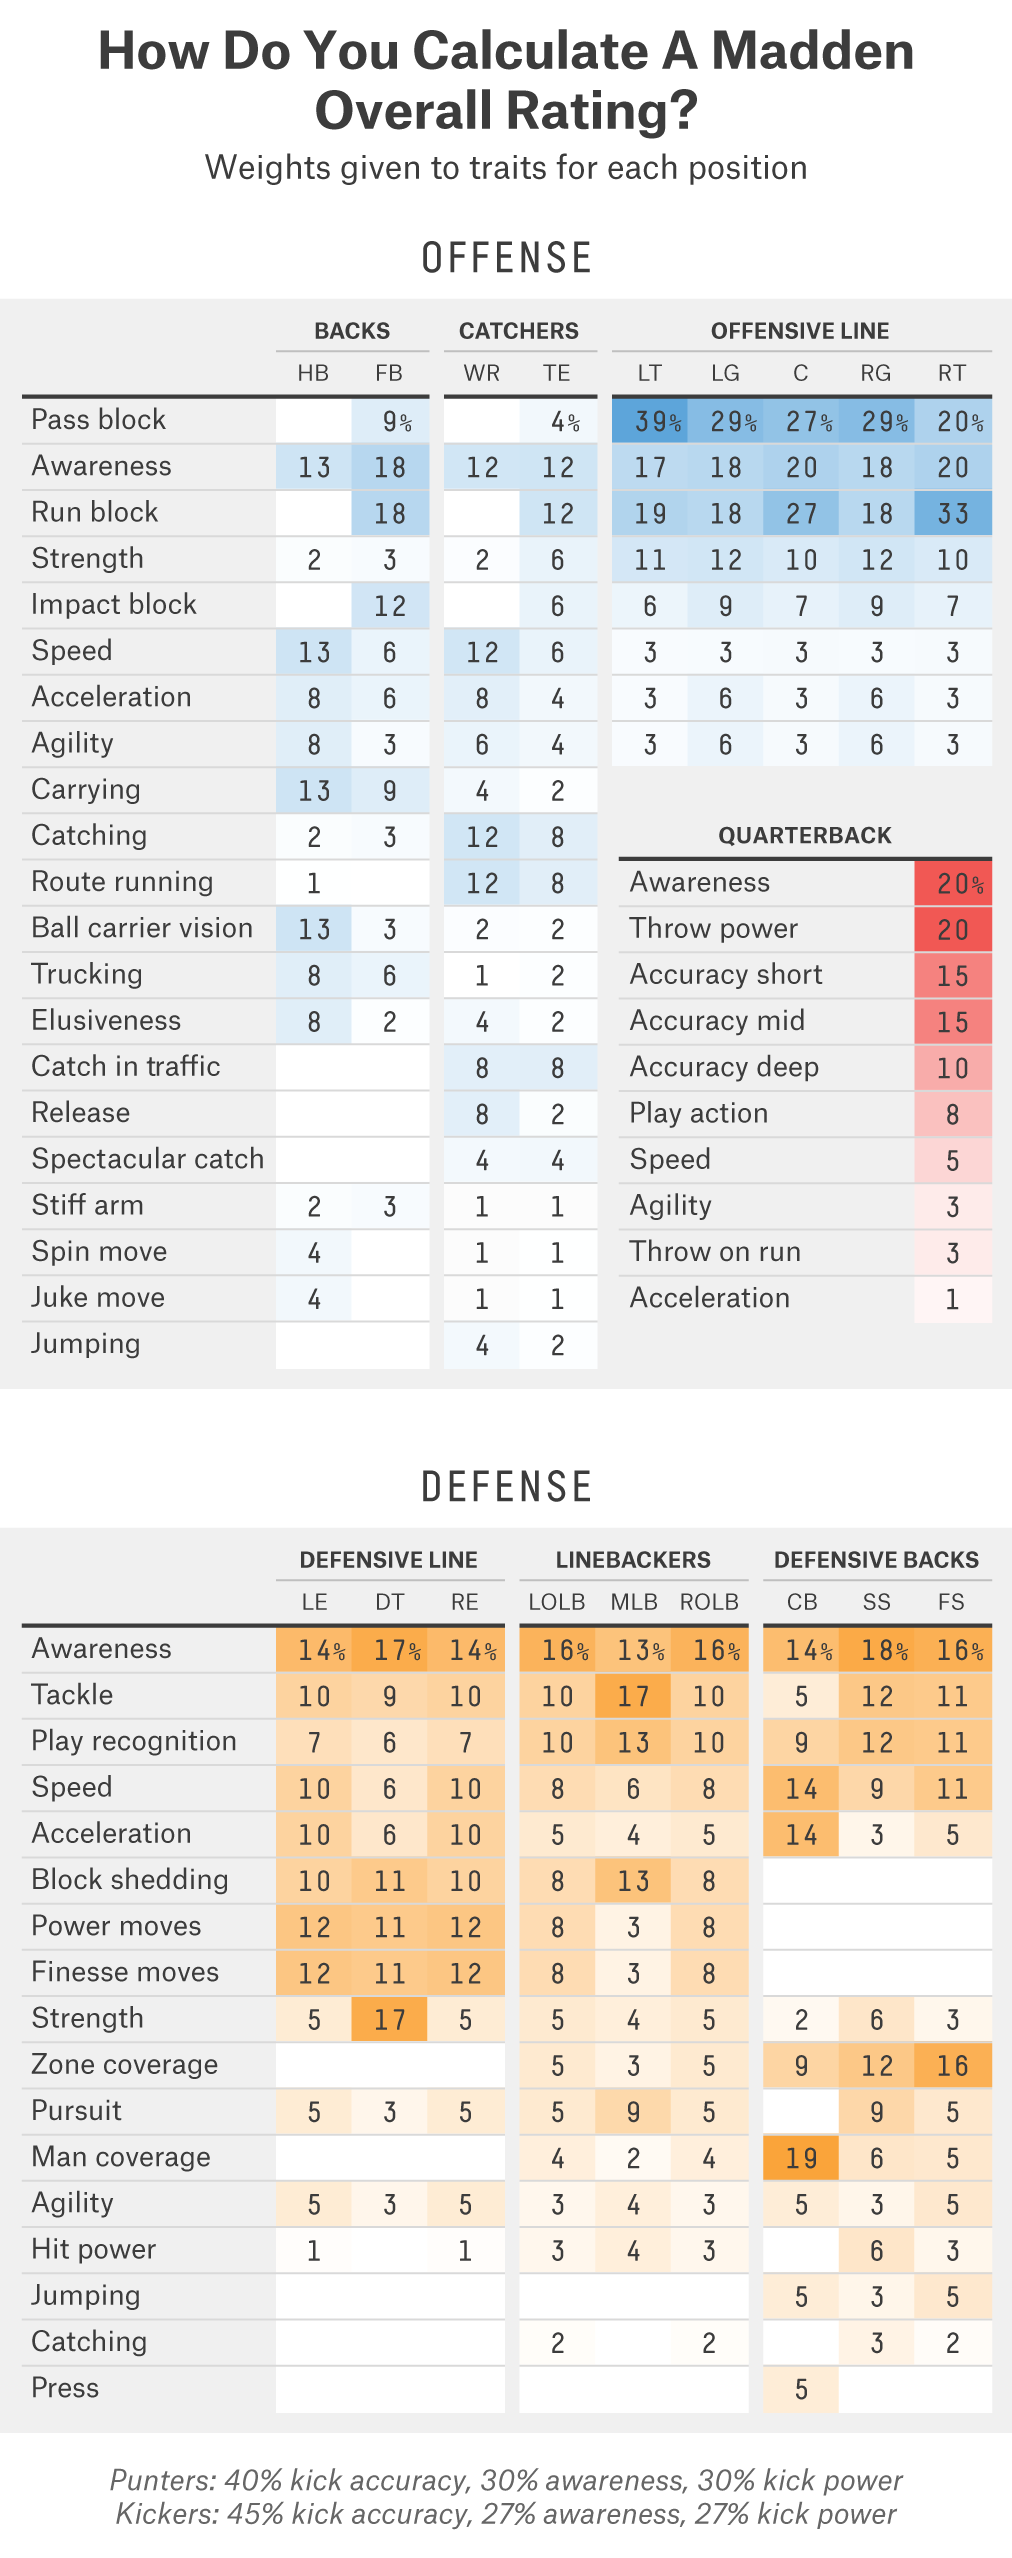 How Do You Calculate A Madden
Overall Rating?
Weights given to traits for each position
OFFENSE
BACKS CATCHERS OFFENSIVE LINE
HB FB WR TE LT LG C RG RT
Pass block 9% 4% 39% 29% 27% 29% 20%
Awareness 13 18 12 12 17 18 20 18 20
Run block 18 12 19 18 27 18 33
Strength 2 3 2 6 11 12 10 12 10
Impact block 12 6 6 9 7 9 7
Speed 13 6 12 6 3 3 3 3 3
Acceleration 8 6 8 4 3 6 3 6 3
Agility 8 3 6 4 3 6 3 6 3
Carrying 13 9 4 2
Catching 2 3 12 8
Route running 1 12 8
Ball carrier vision 13 3 2 2
Trucking 8 6 1 2
Elusiveness 8 2 4 2
Catch in traffic 8 8
Release 8 2
Spectacular catch 4 4
Stiff arm 2 3 1 1
Spin move 4 1 1
Juke move 4 1 1
Jumping 4 2
QUARTERBACK
Awareness 20%
Throw power 20
Accuracy short 15
Accuracy mid 15
Accuracy deep 10
Play action 8
Speed 5
Agility 3
Throw on run 3
Acceleration 1
DEFENSE
DEFENSIVE LINE LINEBACKERS DEFENSIVE BACKS
LE DT RE LOLB MLB ROLB CB SS FS
Awareness 14% 17% 14% 16% 13% 16% 14% 18% 16%
Tackle 10 9 10 10 17 10 5 12 11
Play recognition 7 6 7 10 13 10 9 12 11
Speed 10 6 10 8 6 8 14 9 11
Acceleration 10 6 10 5 4 5 14 3 5
Block shedding 10 11 10 8 13 8
Power moves 12 11 12 8 3 8
Finesse moves 12 11 12 8 3 8
Strength 5 17 5 5 4 5 2 6 3
Zone coverage 5 3 5 9 12 16
Pursuit 5 3 5 5 9 5 9 5
Man coverage 4 2 4 19 6 5
Agility 5 3 5 3 4 3 5 3 5
Hit power 1 1 3 4 3 6 3
Jumping 5 3 5
Catching 2 2 3 2
Press 5
Punters: 40% kick accuracy, 30% awareness, 30% kick power
Kickers: 45% kick accuracy, 27% awareness, 27% kick power